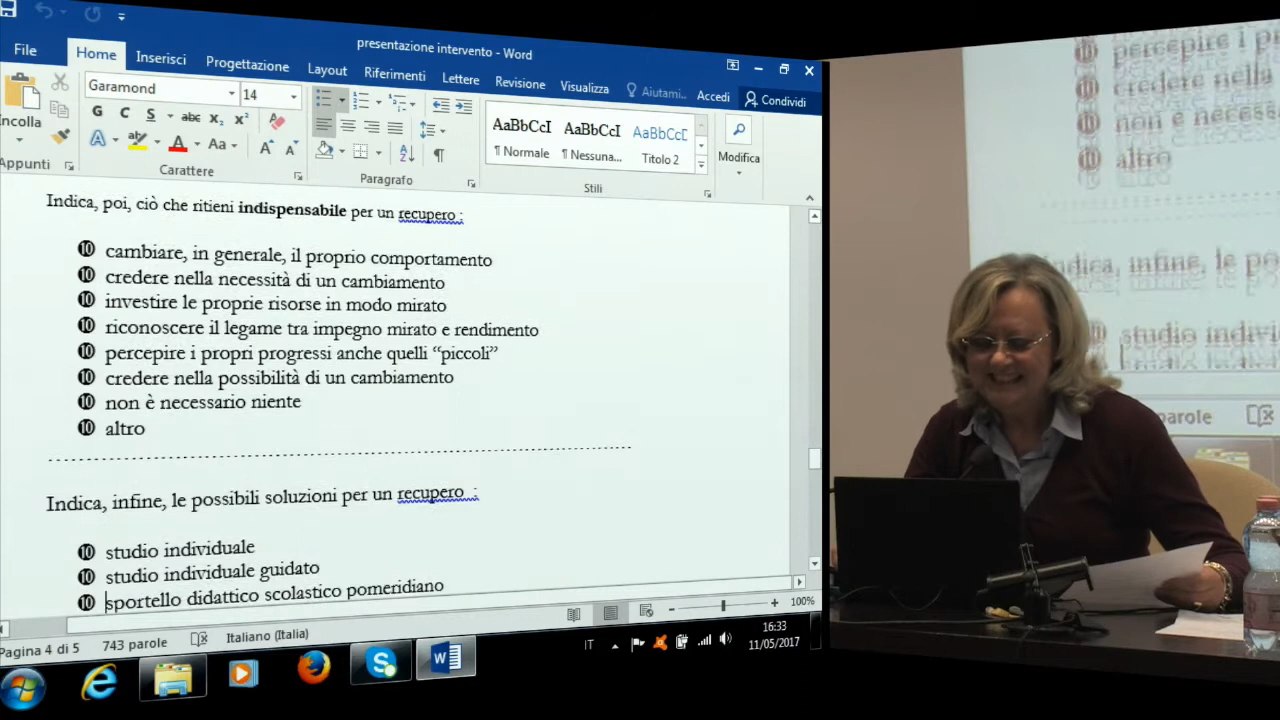 presentazione intervento - Word
File Home Inserisci Progettazione Layout Riferimenti Lettere Revisione Visualizza Aiutami... Accedi Condividi
Incolla
Garamond 14
G C S abc x₂ x²
A A Aa A A
AaBbCcI AaBbCcI AaBbCcD
¶ Normale ¶ Nessuna... Titolo 2
Modifica
Appunti Carattere Paragrafo Stili
Indica, poi, ciò che ritieni indispensabile per un recupero :
❿ cambiare, in generale, il proprio comportamento
❿ credere nella necessità di un cambiamento
❿ investire le proprie risorse in modo mirato
❿ riconoscere il legame tra impegno mirato e rendimento
❿ percepire i propri progressi anche quelli “piccoli”
❿ credere nella possibilità di un cambiamento
❿ non è necessario niente
❿ altro
Indica, infine, le possibili soluzioni per un recupero :
❿ studio individuale
❿ studio individuale guidato
❿ sportello didattico scolastico pomeridiano
Pagina 4 di 5 743 parole Italiano (Italia) 100%
IT 16:33
11/05/2017
percepire i p
credere nella
non è necess
altro
Indica, infine, le po
studio individ
parole